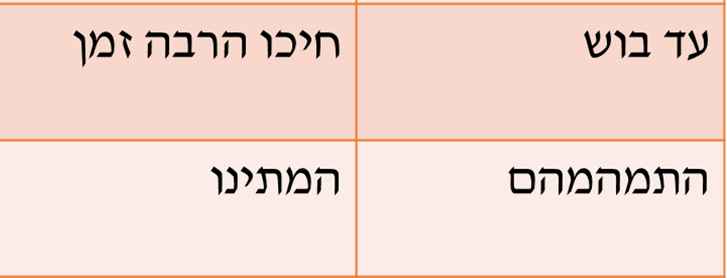 עד בוש
חיכו הרבה זמן
התמהמהם
המתינו